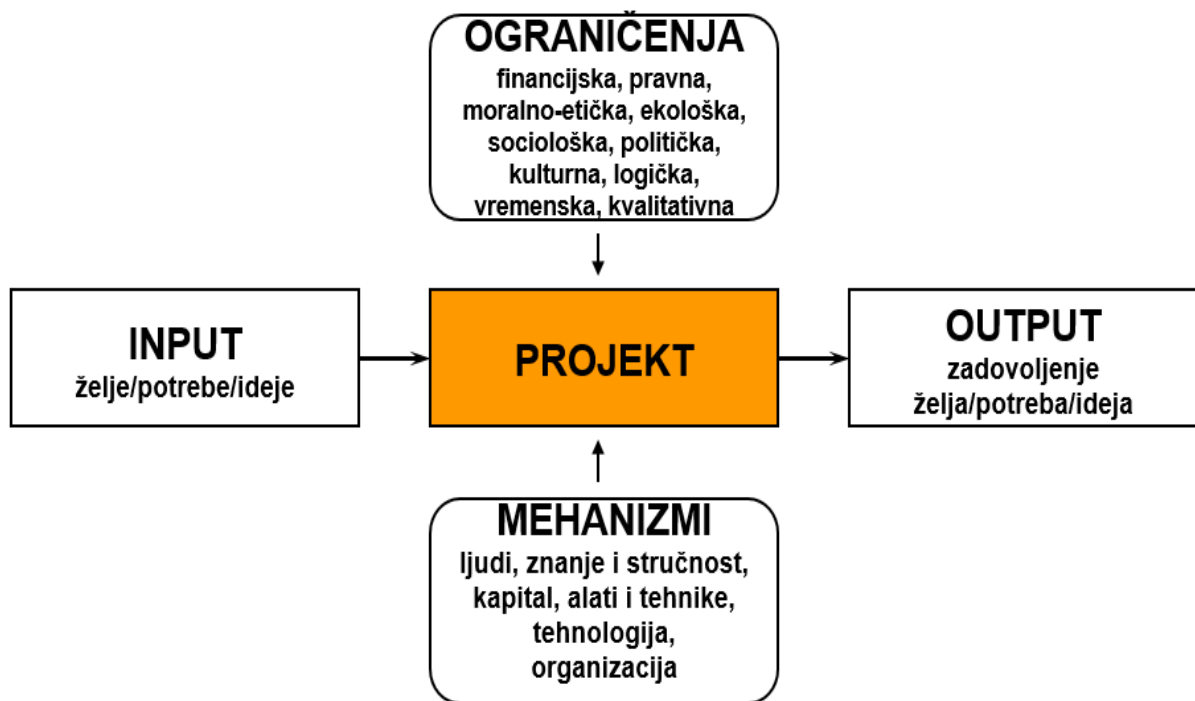 OGRANIČENJA
financijska, pravna,
moralno-etička, ekološka,
sociološka, politička,
kulturna, logička,
vremenska, kvalitativna
INPUT
želje/potrebe/ideje
PROJEKT
OUTPUT
zadovoljenje
želja/potreba/ideja
MEHANIZMI
ljudi, znanje i stručnost,
kapital, alati i tehnike,
tehnologija,
organizacija